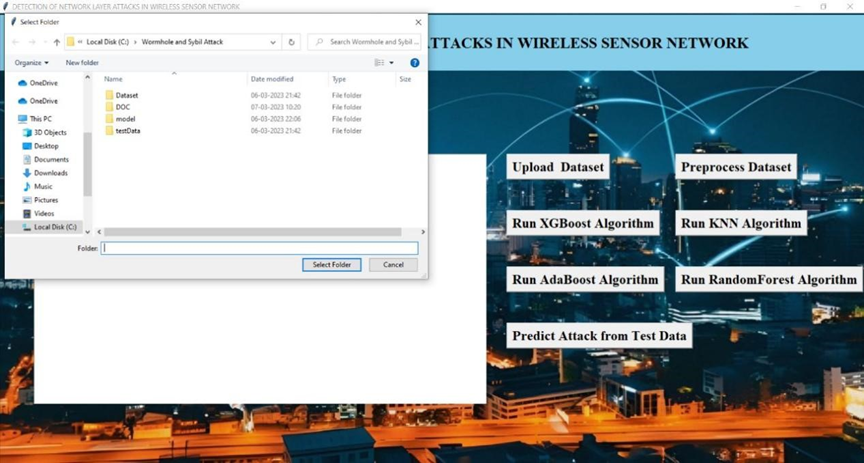 DETECTION OF NETWORK LAYER ATTACKS IN WIRELESS SENSOR NETWORK
Select Folder
Local Disk (C:) > Wormhole and Sybil Attack
Search Wormhole and Sybil ...
TTACKS IN WIRELESS SENSOR NETWORK
Organize
New folder
Name Date modified Type Size
OneDrive
OneDrive
This PC
3D Objects
Desktop
Documents
Downloads
Music
Pictures
Videos
Local Disk (C:)
Dataset 06-03-2023 21:42 File folder
DOC 07-03-2023 10:20 File folder
model 06-03-2023 22:06 File folder
testData 06-03-2023 21:42 File folder
Folder:
Select Folder Cancel
Upload Dataset Preprocess Dataset
Run XGBoost Algorithm Run KNN Algorithm
Run AdaBoost Algorithm Run RandomForest Algorithm
Predict Attack from Test Data